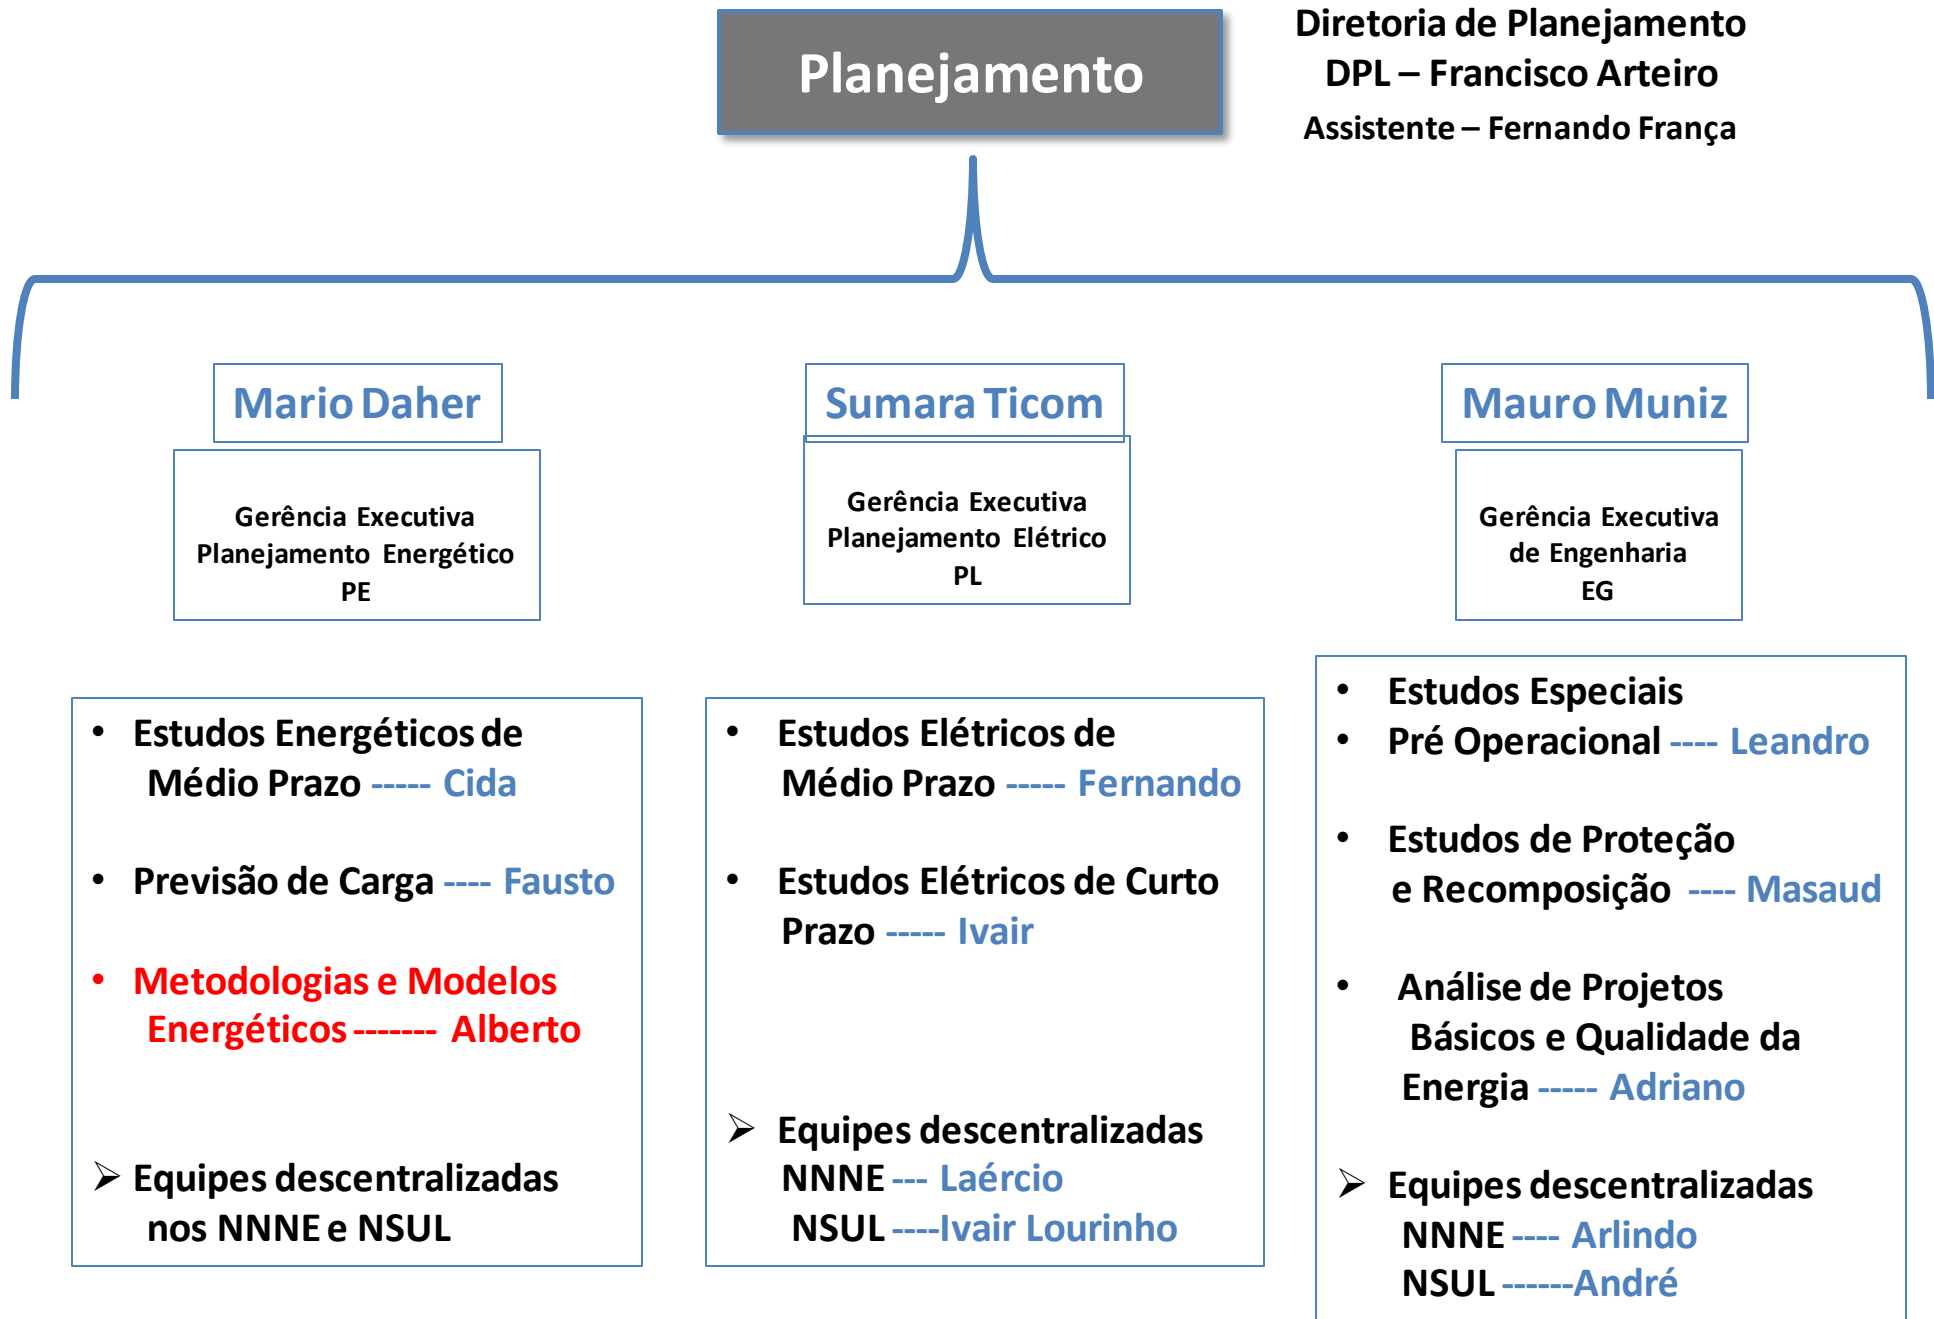 Planejamento
Diretoria de Planejamento
DPL – Francisco Arteiro
Assistente – Fernando França
Mario Daher
Gerência Executiva
Planejamento Energético
PE
• Estudos Energéticos de
Médio Prazo ----- Cida
• Previsão de Carga ---- Fausto
• Metodologias e Modelos
Energéticos ------- Alberto
➢ Equipes descentralizadas
nos NNNE e NSUL
Sumara Ticom
Gerência Executiva
Planejamento Elétrico
PL
• Estudos Elétricos de
Médio Prazo ----- Fernando
• Estudos Elétricos de Curto
Prazo ----- Ivair
➢ Equipes descentralizadas
NNNE --- Laércio
NSUL ----Ivair Lourinho
Mauro Muniz
Gerência Executiva
de Engenharia
EG
• Estudos Especiais
• Pré Operacional ---- Leandro
• Estudos de Proteção
e Recomposição ---- Masaud
• Análise de Projetos
Básicos e Qualidade da
Energia ----- Adriano
➢ Equipes descentralizadas
NNNE ---- Arlindo
NSUL ------André